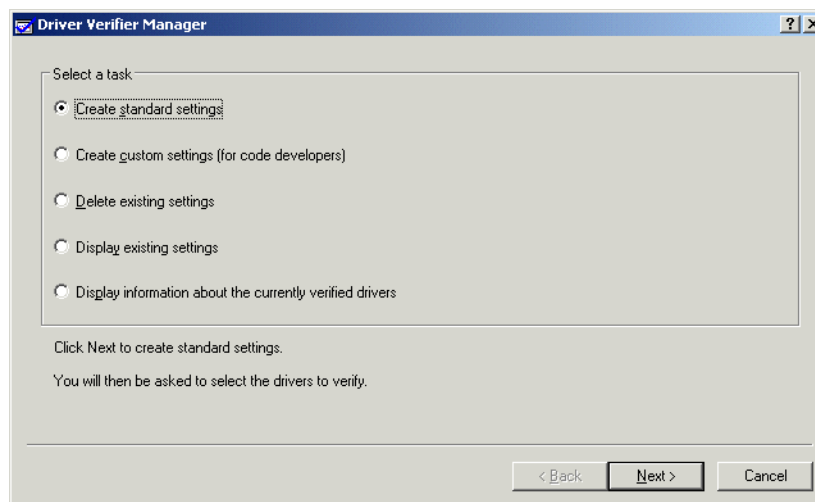 Driver Verifier Manager
Select a task
Create standard settings
Create custom settings (for code developers)
Delete existing settings
Display existing settings
Display information about the currently verified drivers
Click Next to create standard settings.
You will then be asked to select the drivers to verify.
< Back
Next >
Cancel